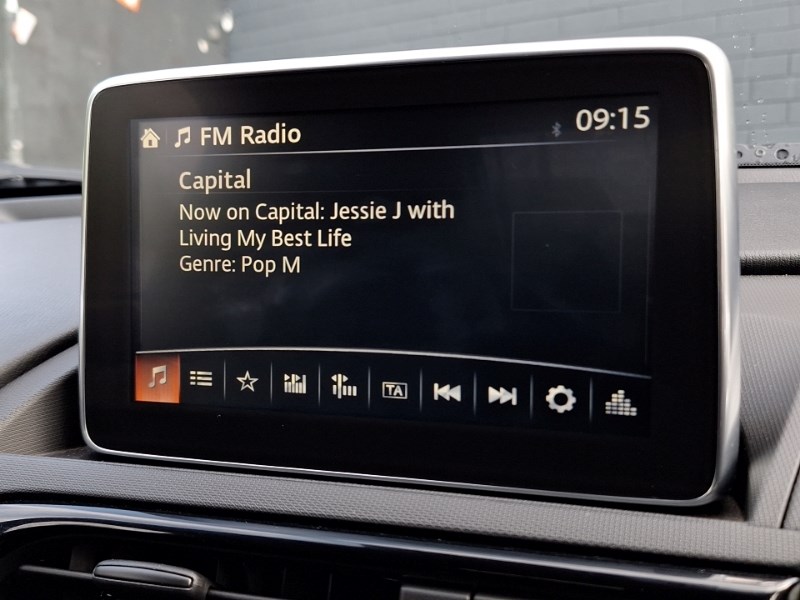 FM Radio
09:15
Capital
Now on Capital: Jessie J with
Living My Best Life
Genre: Pop M
TA